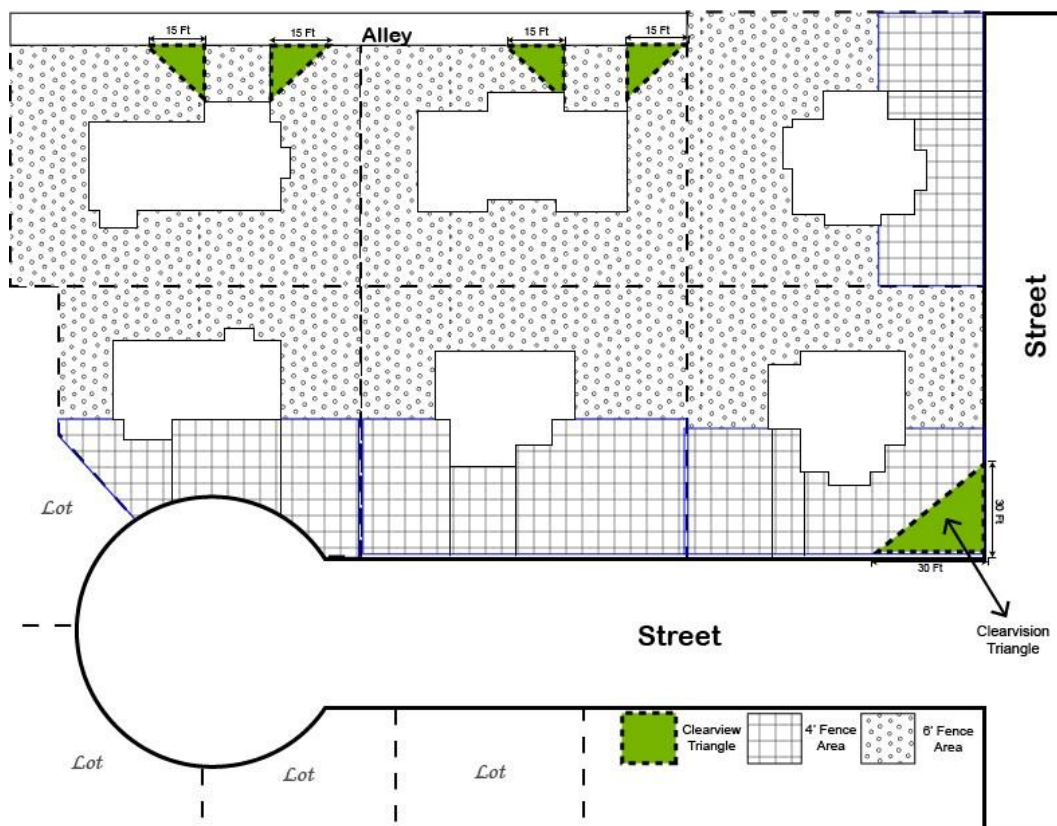 15 Ft
15 Ft
Alley
15 Ft
15 Ft
Street
Lot
30 Ft
30 Ft
Street
Clearvision
Triangle
Clearview
Triangle
4' Fence
Area
6' Fence
Area
Lot
Lot
Lot